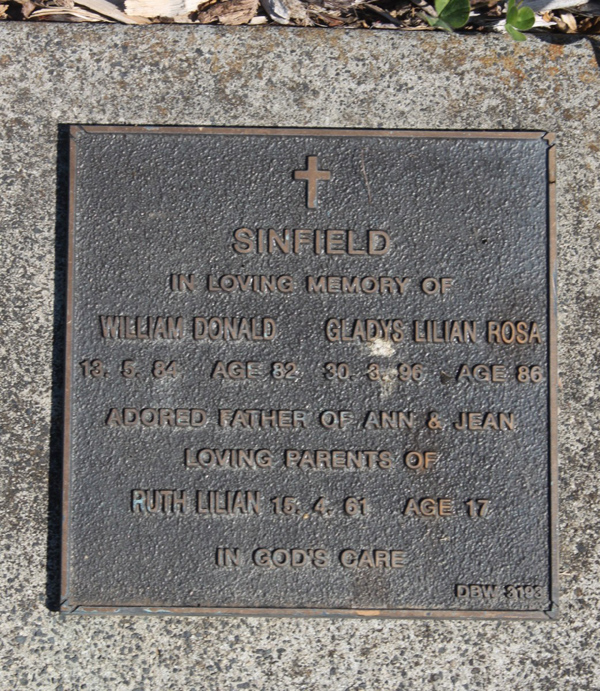 SINFIELD
IN LOVING MEMORY OF
WILLIAM DONALD GLADYS LILIAN ROSA
13. 5. 84 AGE 82 30. 3. 96 AGE 86
ADORED FATHER OF ANN & JEAN
LOVING PARENTS OF
RUTH LILIAN 15. 4. 61 AGE 17
IN GOD'S CARE
DBW 3193